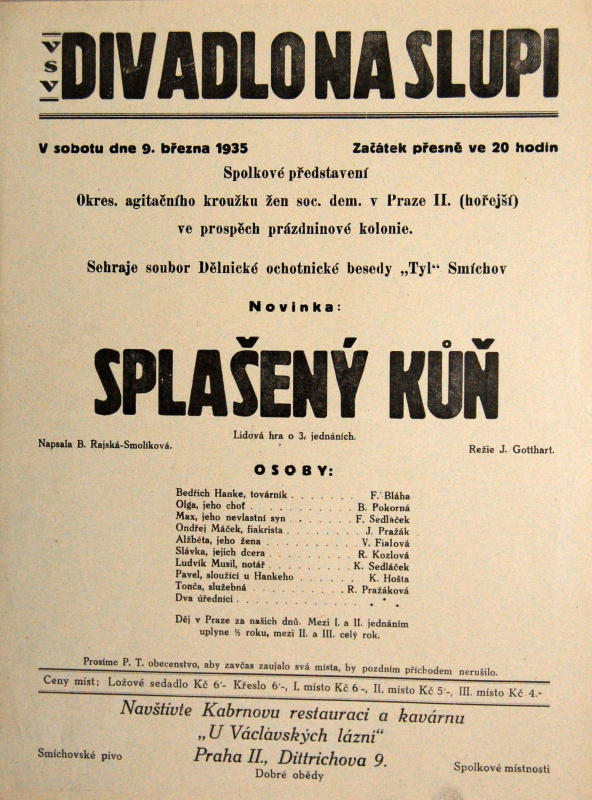 VSV DIVADLO NA SLUPI
V sobotu dne 9. března 1935 Začátek přesně ve 20 hodin
Spolkové představení
Okres. agitačního kroužku žen soc. dem. v Praze II. (hořejší)
ve prospěch prázdninové kolonie.
Sehraje soubor Dělnické ochotnické besedy „Tyl“ Smíchov
Novinka:
SPLAŠENÝ KŮŇ
Lidová hra o 3. jednáních.
Napsala B. Rajská-Smolíková. Režie J. Gotthart.
OSOBY:
Bedřich Hanke, továrník . . . . . . . F. Bláha
Olga, jeho choť . . . . . . . . B. Pokorná
Max, jeho nevlastní syn . . . . . . . F. Sedláček
Ondřej Máček, fiakrista . . . . . . . J. Pražák
Alžběta, jeho žena . . . . . . . . V. Fialová
Slávka, jejich dcera . . . . . . . . R. Kozlová
Ludvík Musil, notář . . . . . . . . K. Sedláček
Pavel, sloužící u Hankeho . . . . . . K. Hošta
Tonča, služebná . . . . . . . . R. Pražáková
Dva úředníci . . . . . . . . . . * * *
Děj v Praze za našich dnů. Mezi I. a II. jednáním
uplyne ½ roku, mezi II. a III. celý rok.
Prosíme P. T. obecenstvo, aby zavčas zaujalo svá místa, by pozdním příchodem nerušilo.
Ceny míst: Ložové sedadlo Kč 6·-, Křeslo 6·-, I. místo Kč 6·-, II. místo Kč 5·-, III. místo Kč 4.-
Navštivte Kabrnovu restauraci a kavárnu
„U Václavských lázní“
Smíchovské pivo Praha II., Dittrichova 9. Spolkové místnosti
Dobré obědy